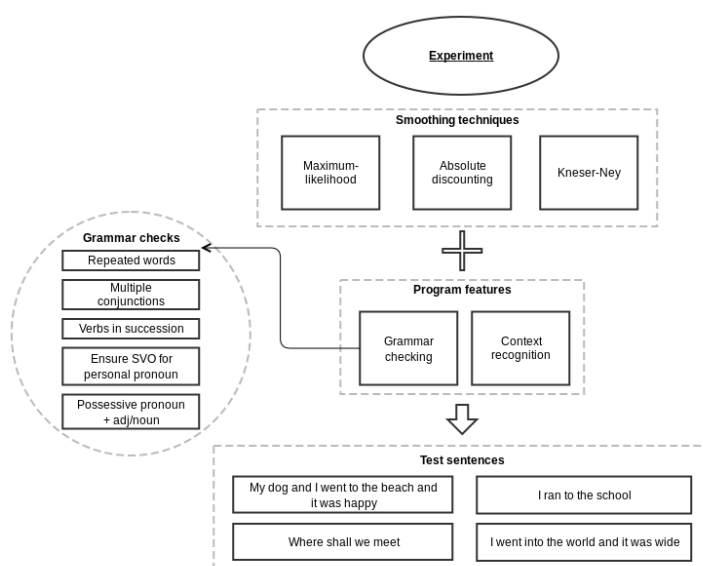 Experiment
Smoothing techniques
Maximum-
likelihood
Absolute
discounting
Kneser-Ney
Grammar checks
Repeated words
Multiple
conjunctions
Verbs in succession
Ensure SVO for
personal pronoun
Possessive pronoun
+ adj/noun
Program features
Grammar
checking
Context
recognition
Test sentences
My dog and I went to the beach and
it was happy
I ran to the school
Where shall we meet
I went into the world and it was wide